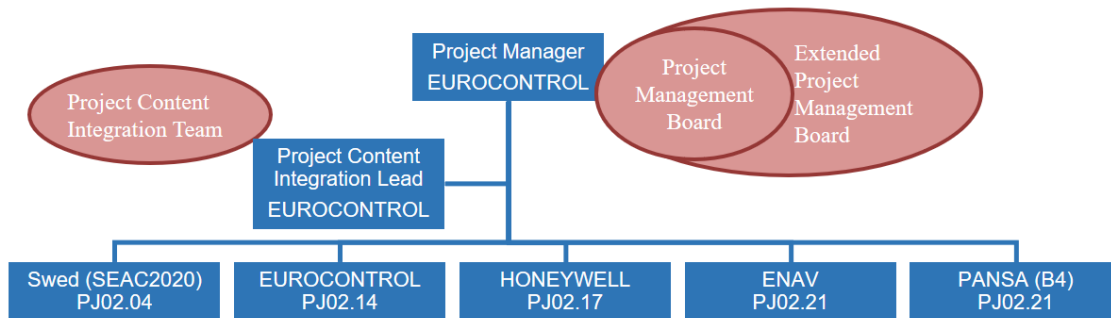 Project Manager
EUROCONTROL
Project
Management
Board
Extended
Project
Management
Board
Project Content
Integration Team
Project Content
Integration Lead
EUROCONTROL
Swed (SEAC2020)
PJ02.04
EUROCONTROL
PJ02.14
HONEYWELL
PJ02.17
ENAV
PJ02.21
PANSA (B4)
PJ02.21